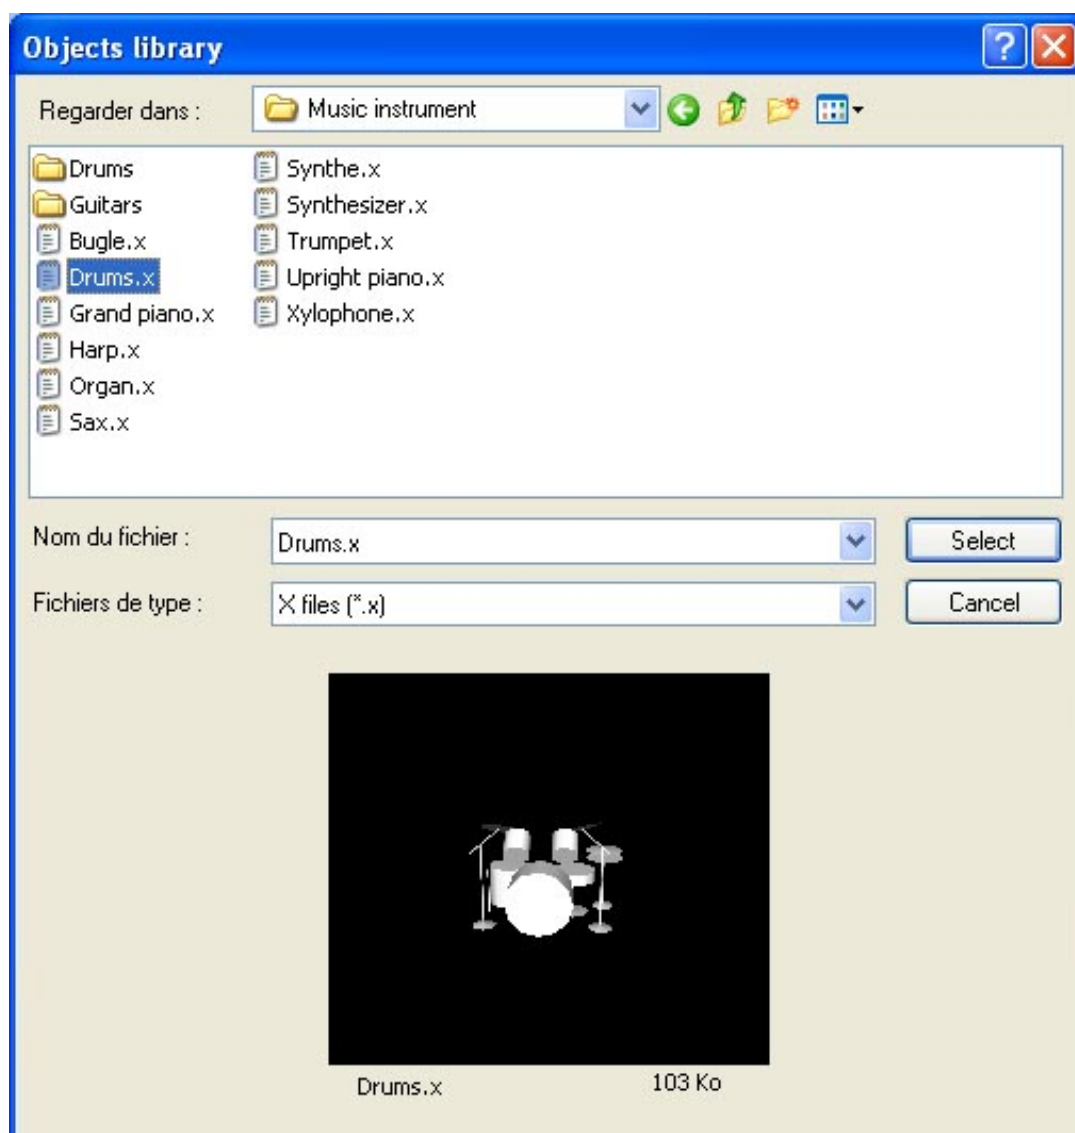 Objects library
Regarder dans :
Music instrument
Drums
Guitars
Bugle.x
Drums.x
Grand piano.x
Harp.x
Organ.x
Sax.x
Synthe.x
Synthesizer.x
Trumpet.x
Upright piano.x
Xylophone.x
Nom du fichier :
Drums.x
Select
Fichiers de type :
X files (*.x)
Cancel
Drums.x
103 Ko